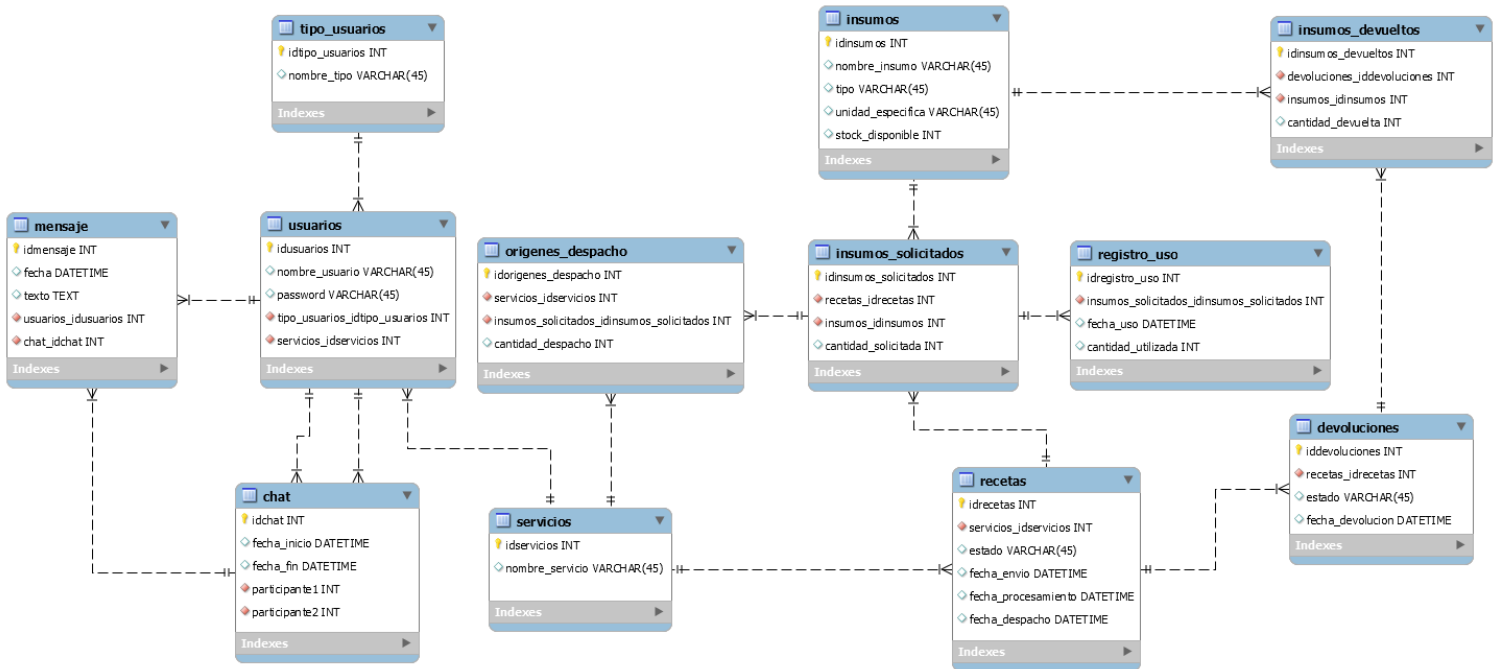 tipo_usuarios
idtipo_usuarios INT
nombre_tipo VARCHAR(45)
Indexes
insumos
idinsumos INT
nombre_insumo VARCHAR(45)
tipo VARCHAR(45)
unidad_especifica VARCHAR(45)
stock_disponible INT
Indexes
insumos_devueltos
idinsumos_devueltos INT
devoluciones_iddevoluciones INT
insumos_idinsumos INT
cantidad_devuelta INT
Indexes
mensaje
idmensaje INT
fecha DATETIME
texto TEXT
usuarios_idusuarios INT
chat_idchat INT
Indexes
usuarios
idusuarios INT
nombre_usuario VARCHAR(45)
password VARCHAR(45)
tipo_usuarios_idtipo_usuarios INT
servicios_idservicios INT
Indexes
origenes_despacho
idorigenes_despacho INT
servicios_idservicios INT
insumos_solicitados_idinsumos_solicitados INT
cantidad_despacho INT
Indexes
insumos_solicitados
idinsumos_solicitados INT
recetas_idrecetas INT
insumos_idinsumos INT
cantidad_solicitada INT
Indexes
registro_uso
idregistro_uso INT
insumos_solicitados_idinsumos_solicitados INT
fecha_uso DATETIME
cantidad_utilizada INT
Indexes
devoluciones
iddevoluciones INT
recetas_idrecetas INT
estado VARCHAR(45)
fecha_devolucion DATETIME
Indexes
chat
idchat INT
fecha_inicio DATETIME
fecha_fin DATETIME
participante1 INT
participante2 INT
Indexes
servicios
idservicios INT
nombre_servicio VARCHAR(45)
Indexes
recetas
idrecetas INT
servicios_idservicios INT
estado VARCHAR(45)
fecha_envio DATETIME
fecha_procesamiento DATETIME
fecha_despacho DATETIME
Indexes